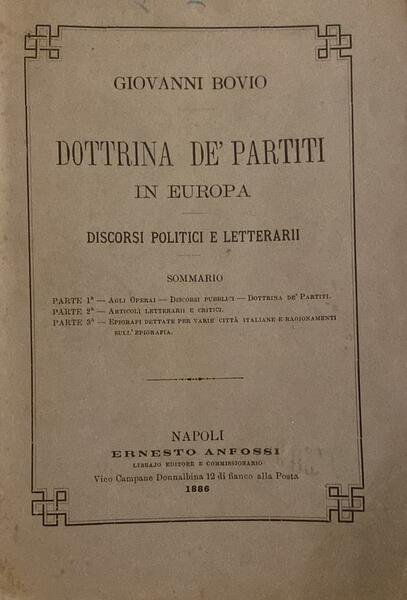 GIOVANNI BOVIO
DOTTRINA DE' PARTITI
IN EUROPA
DISCORSI POLITICI E LETTERARII
SOMMARIO
PARTE 1ª — AGLI OPERAI — DISCORSI PUBBLICI — DOTTRINA DE' PARTITI.
PARTE 2ª — ARTICOLI LETTERARII E CRITICI.
PARTE 3ª — EPIGRAFI DETTATE PER VARIE CITTÀ ITALIANE E RAGIONAMENTI
SULL' EPIGRAFIA.
NAPOLI
ERNESTO ANFOSSI
LIBRAJO EDITORE E COMMISSIONARIO
Vico Campane Donnalbina 12 di fianco alla Posta
1886